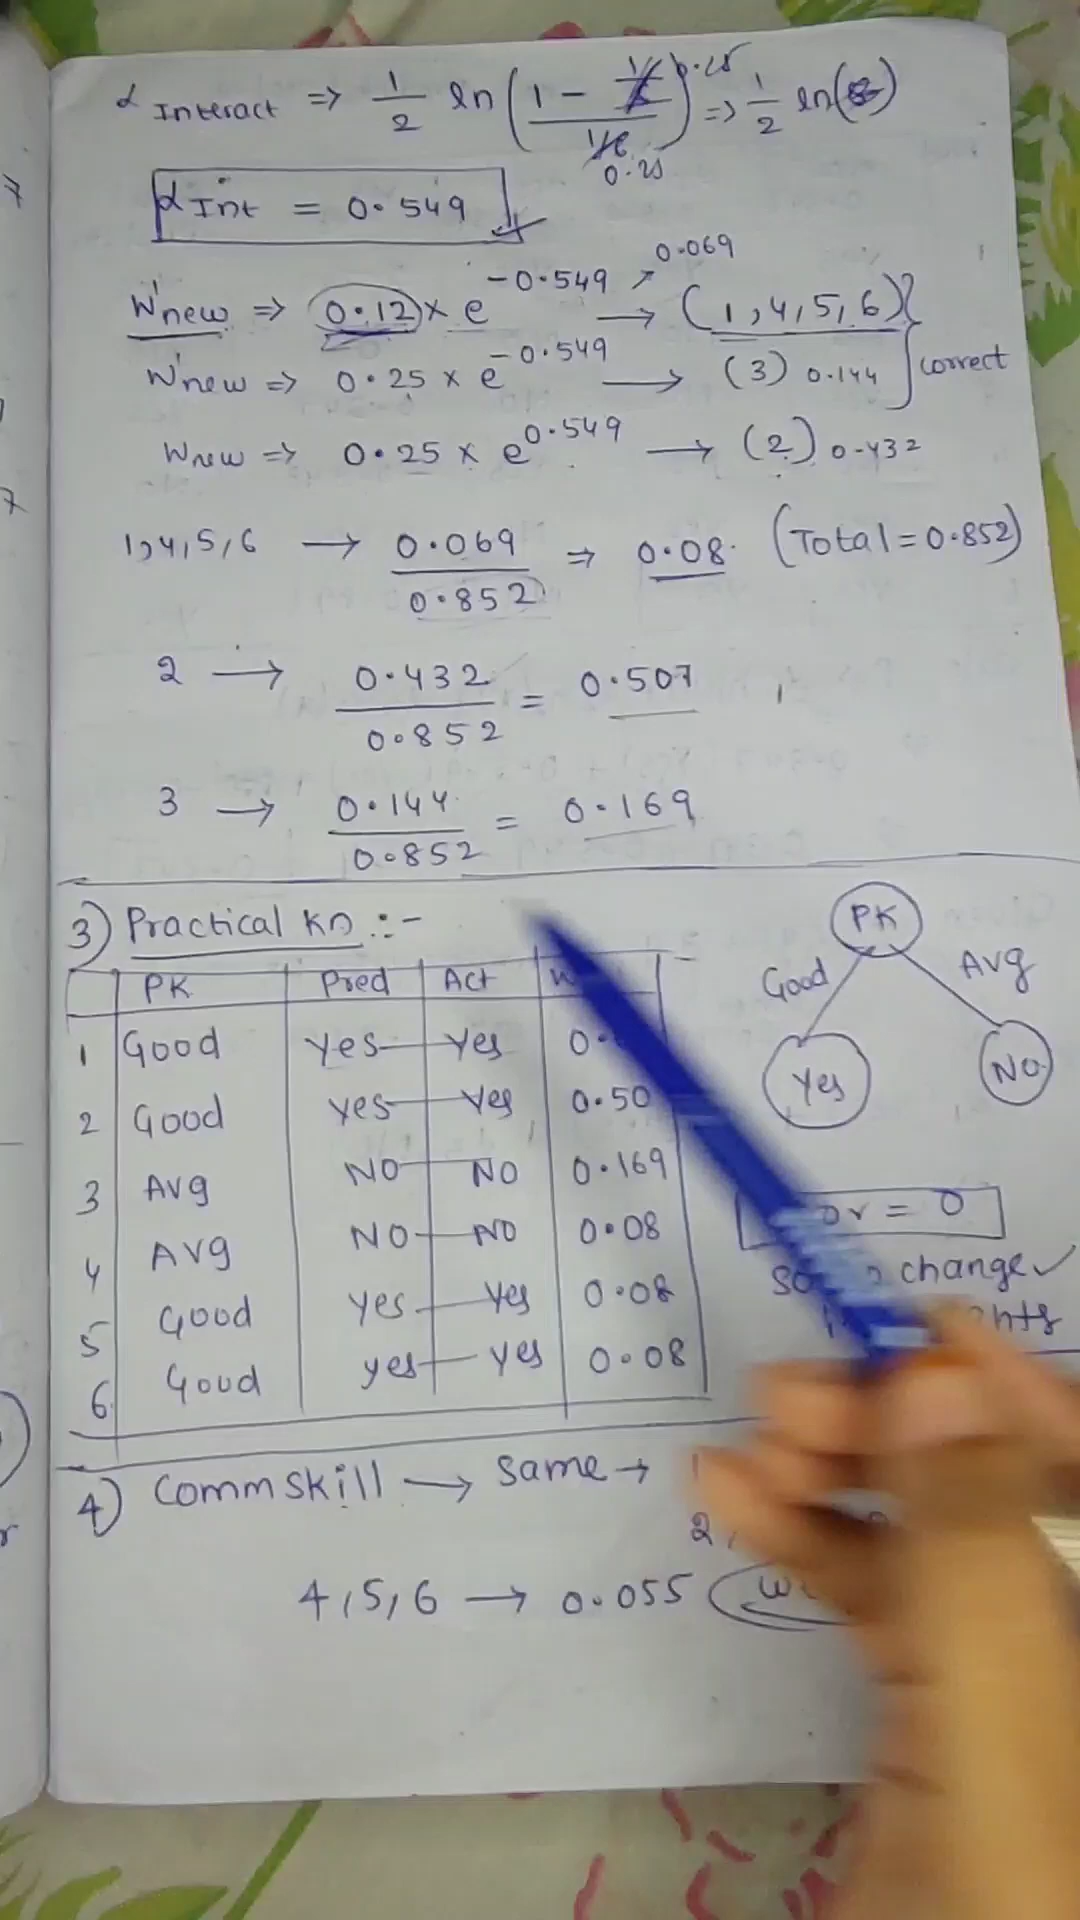 α Interact => 1/2 ln(1 - 0.25 / 0.25) => 1/2 ln( )
α Int = 0.549
W'new => 0.12 × e^-0.549 ↗ 0.069 → (1,4,5,6)
W'new => 0.25 × e^-0.549 → (3) 0.144 } correct
Wnew => 0.25 × e^0.549 → (2) 0.432
1,4,5,6 → 0.069 / 0.852 => 0.08. (Total = 0.852)
2 → 0.432 / 0.852 = 0.507
3 → 0.144 / 0.852 = 0.169
3) Practical Kn :-
PK Pred Act
1 Good Yes Yes
2 Good Yes Yes 0.50
3 Avg NO NO 0.169
4 Avg NO NO 0.08
5 Good Yes Yes 0.08
6 Good Yes Yes 0.08
PK
Good Avg
Yes NO
= 0
change ✓
4) Comm skill → same →
2,
4,5,6 → 0.055